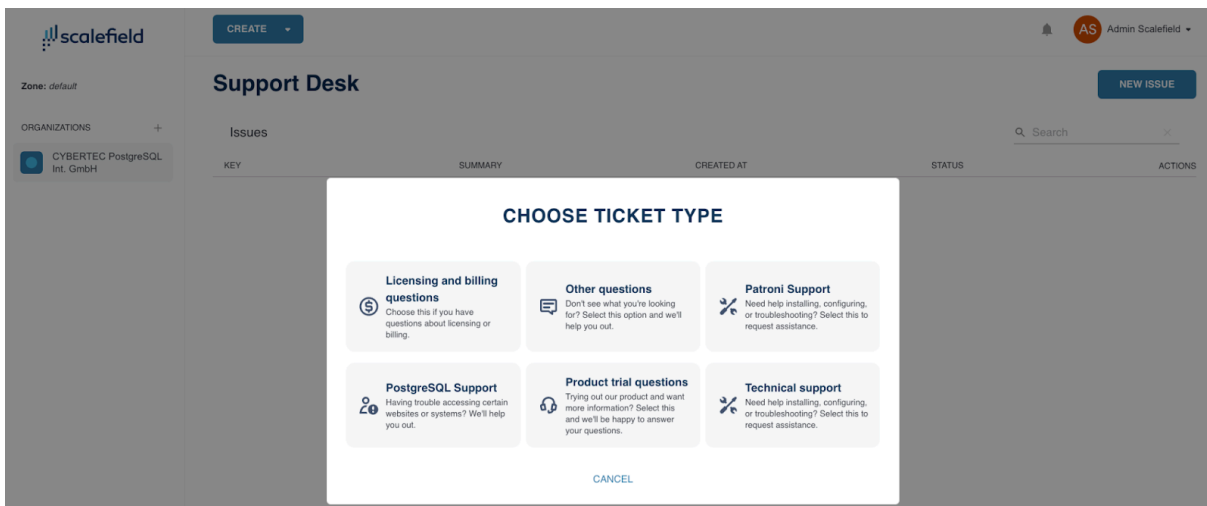 scalefield
CREATE
AS Admin Scalefield
Zone: default
Support Desk
NEW ISSUE
ORGANIZATIONS +
Issues
Search
CYBERTEC PostgreSQL
Int. GmbH
KEY SUMMARY CREATED AT STATUS ACTIONS
CHOOSE TICKET TYPE
Licensing and billing
questions
Choose this if you have
questions about licensing or
billing.
Other questions
Don't see what you're looking
for? Select this option and we'll
help you out.
Patroni Support
Need help installing, configuring,
or troubleshooting? Select this to
request assistance.
PostgreSQL Support
Having trouble accessing certain
websites or systems? We'll help
you out.
Product trial questions
Trying out our product and want
more information? Select this
and we'll be happy to answer
your questions.
Technical support
Need help installing, configuring,
or troubleshooting? Select this to
request assistance.
CANCEL